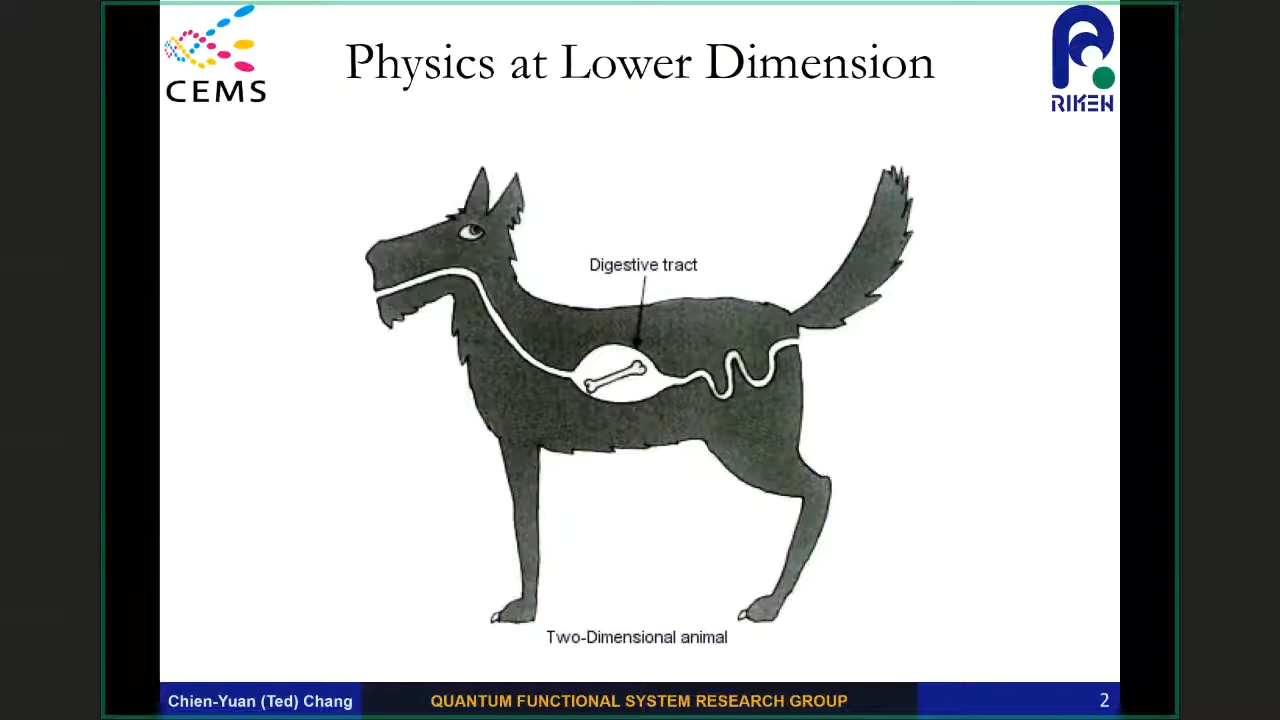 CEMS
Physics at Lower Dimension
RIKEN
Digestive tract
Two-Dimensional animal
Chien-Yuan (Ted) Chang
QUANTUM FUNCTIONAL SYSTEM RESEARCH GROUP
2